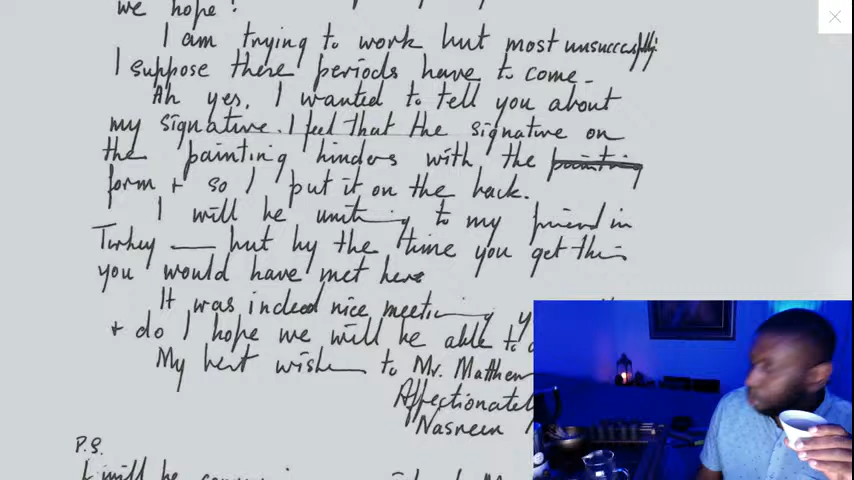 we hope!
I am trying to work but most unsuccessfully
I suppose these periods have to come –
Ah yes, I wanted to tell you about
my signature. I feel that the signature on
the painting hinders with the painting
form + so I put it on the back.
I will be writing to my friend in
Turkey — but by the time you get this
you would have met her
It was indeed nice meeting
+ do I hope we will be able to
My best wishes to Mr. Matthew
Affectionately
Nasreen
P.S.
I will be